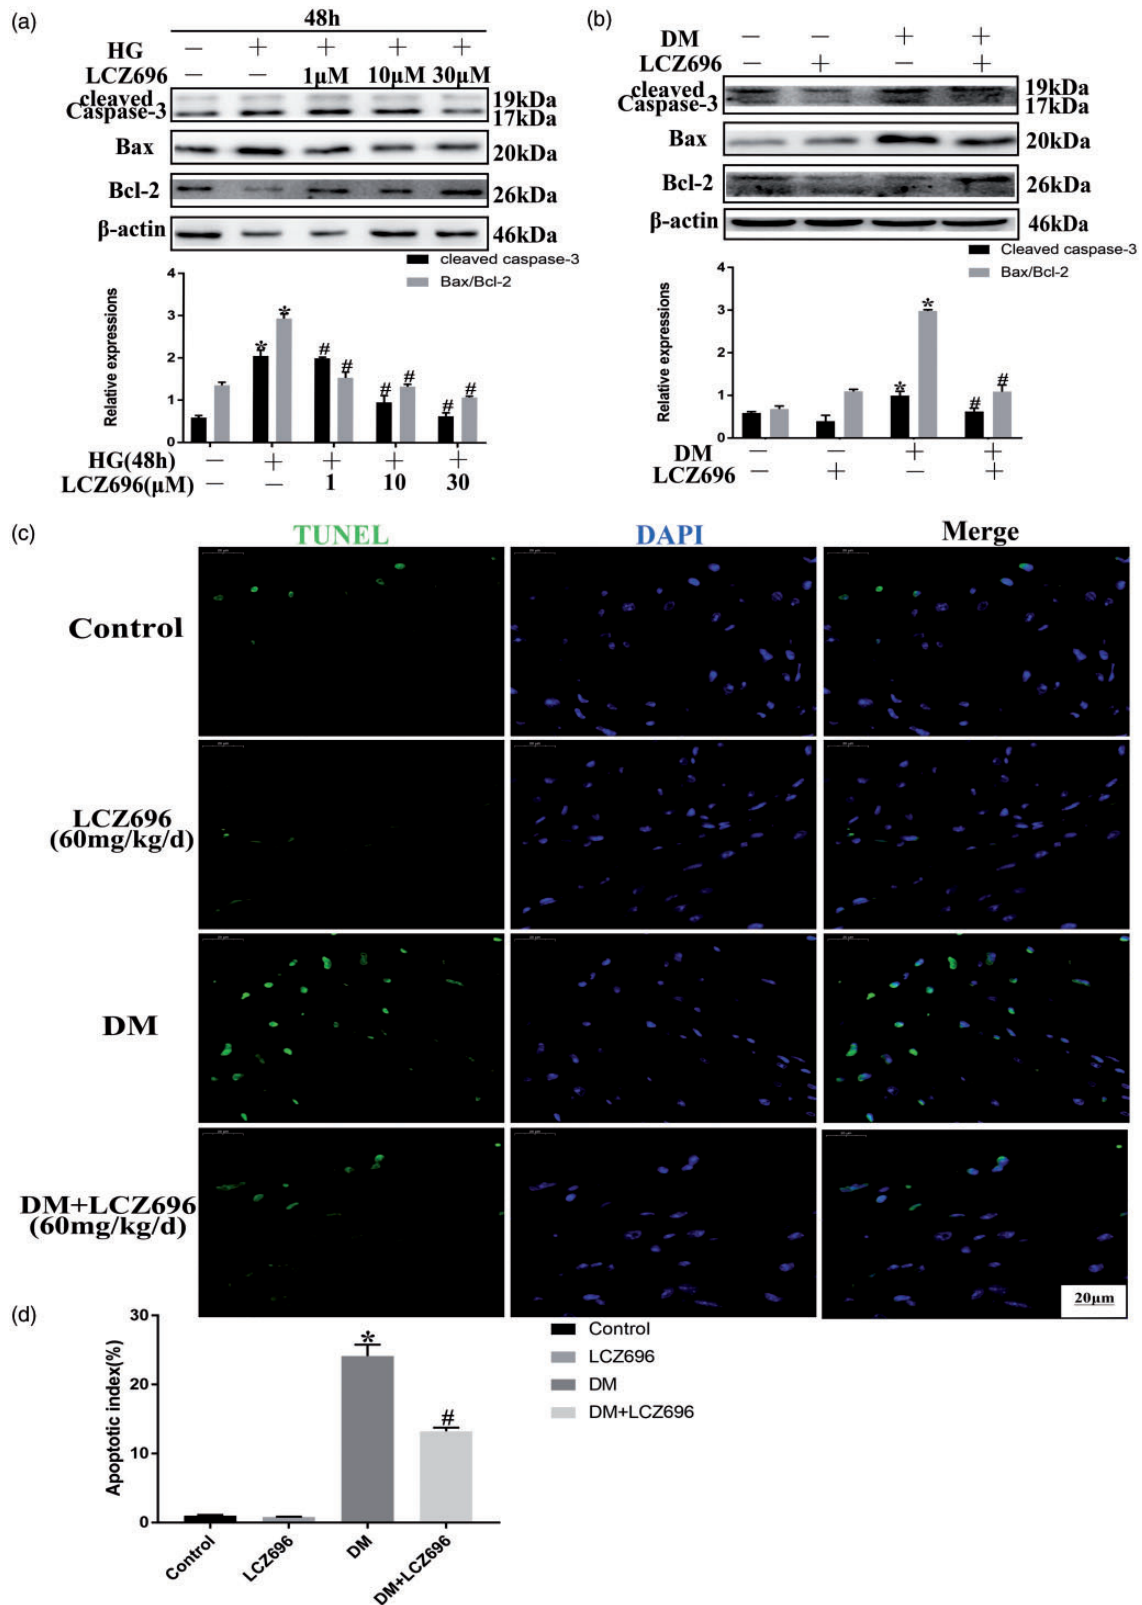 (a)
48h
HG — + + + +
LCZ696 — — 1μM 10μM 30μM
cleaved Caspase-3 19kDa 17kDa
Bax 20kDa
Bcl-2 26kDa
β-actin 46kDa
cleaved caspase-3
Bax/Bcl-2
Relative expressions
4
3
2
1
0
* * # # # # # #
HG(48h) — + + + +
LCZ696(μM) — — 1 10 30
(b)
DM — — + +
LCZ696 — + — +
cleaved Caspase-3 19kDa 17kDa
Bax 20kDa
Bcl-2 26kDa
β-actin 46kDa
Cleaved caspase-3
Bax/Bcl-2
Relative expressions
4
3
2
1
0
* * # #
DM — — + +
LCZ696 — + — +
(c)
TUNEL DAPI Merge
Control
LCZ696
(60mg/kg/d)
DM
DM+LCZ696
(60mg/kg/d)
20μm
(d)
Apoptotic index(%)
30
20
10
0
* #
Control LCZ696 DM DM+LCZ696
Control
LCZ696
DM
DM+LCZ696